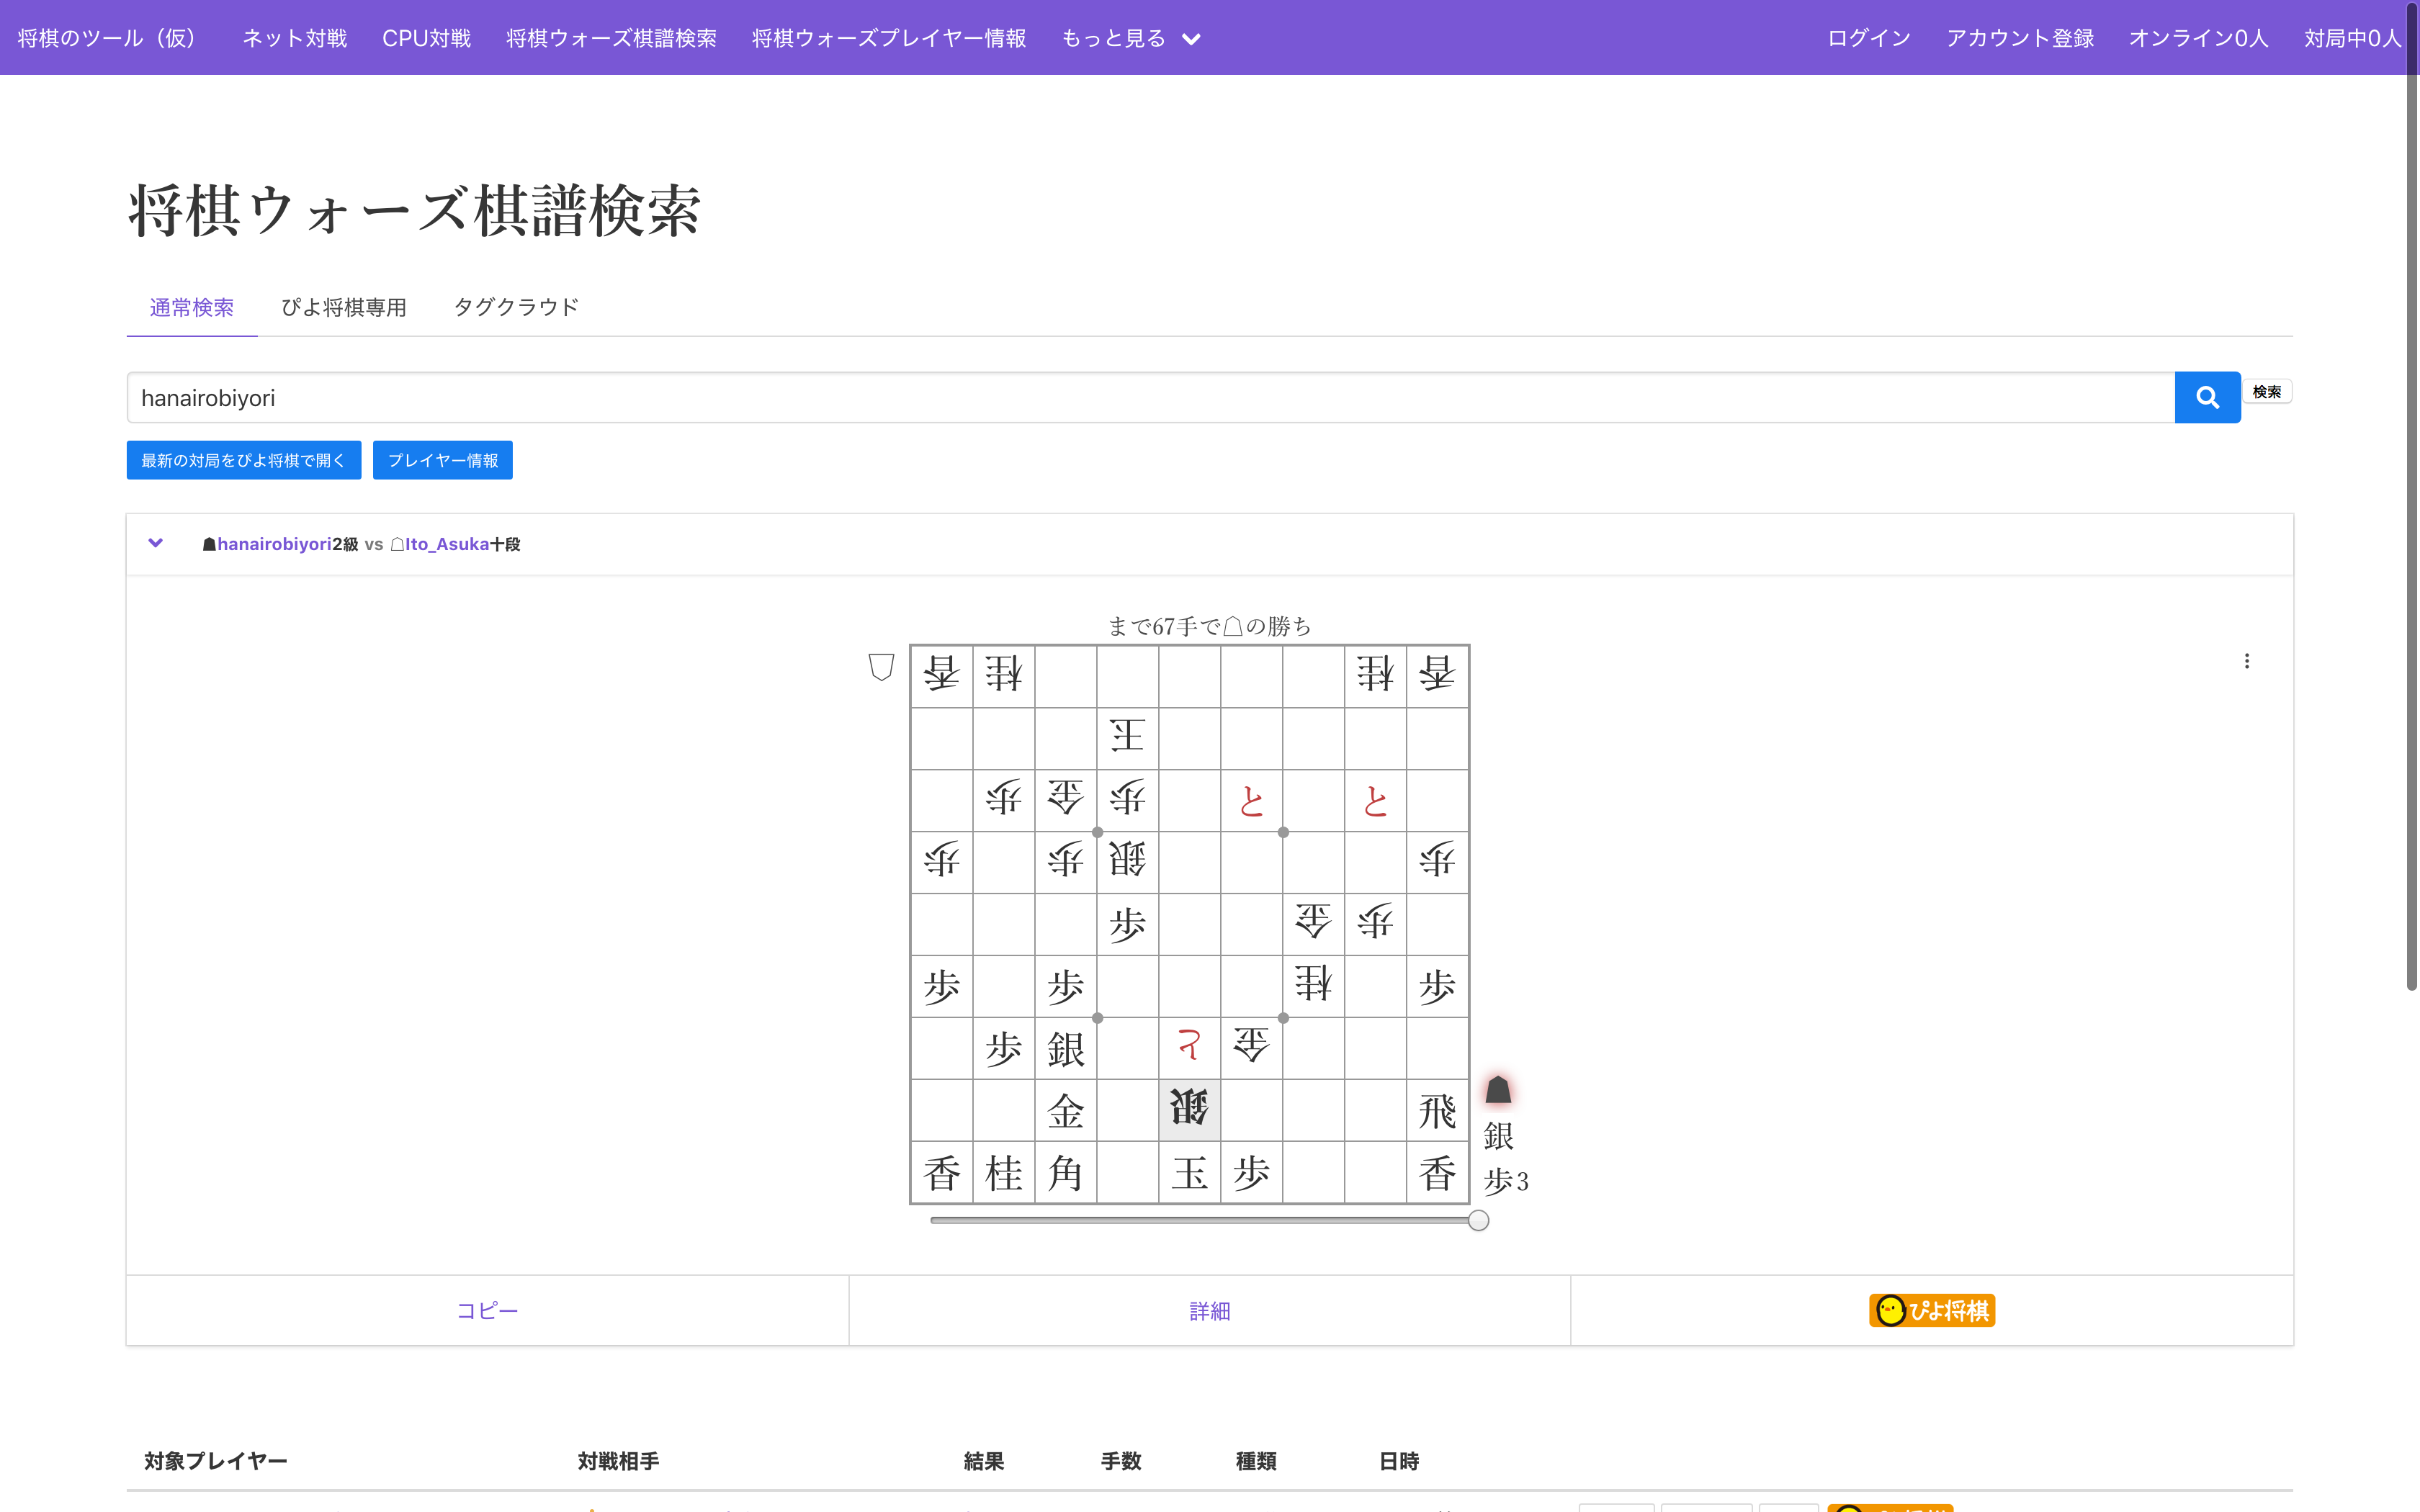 将棋のツール（仮） ネット対戦 CPU対戦 将棋ウォーズ棋譜検索 将棋ウォーズプレイヤー情報 もっと見る ログイン アカウント登録 オンライン0人 対局中0人
将棋ウォーズ棋譜検索
通常検索 ぴよ将棋専用 タグクラウド
hanairobiyori 検索
最新の対局をぴよ将棋で開く プレイヤー情報
☗hanairobiyori2級 vs ☖Ito_Asuka十段
まで67手で☖の勝ち
香 桂 桂 香
王
歩 金 歩 と と
歩 歩 銀 歩
歩 金 歩
歩 歩 桂 歩
歩 銀 と 金
金 銀 飛
香 桂 角 玉 歩 香
銀
歩3
コピー 詳細 ぴよ将棋
対象プレイヤー 対戦相手 結果 手数 種類 日時